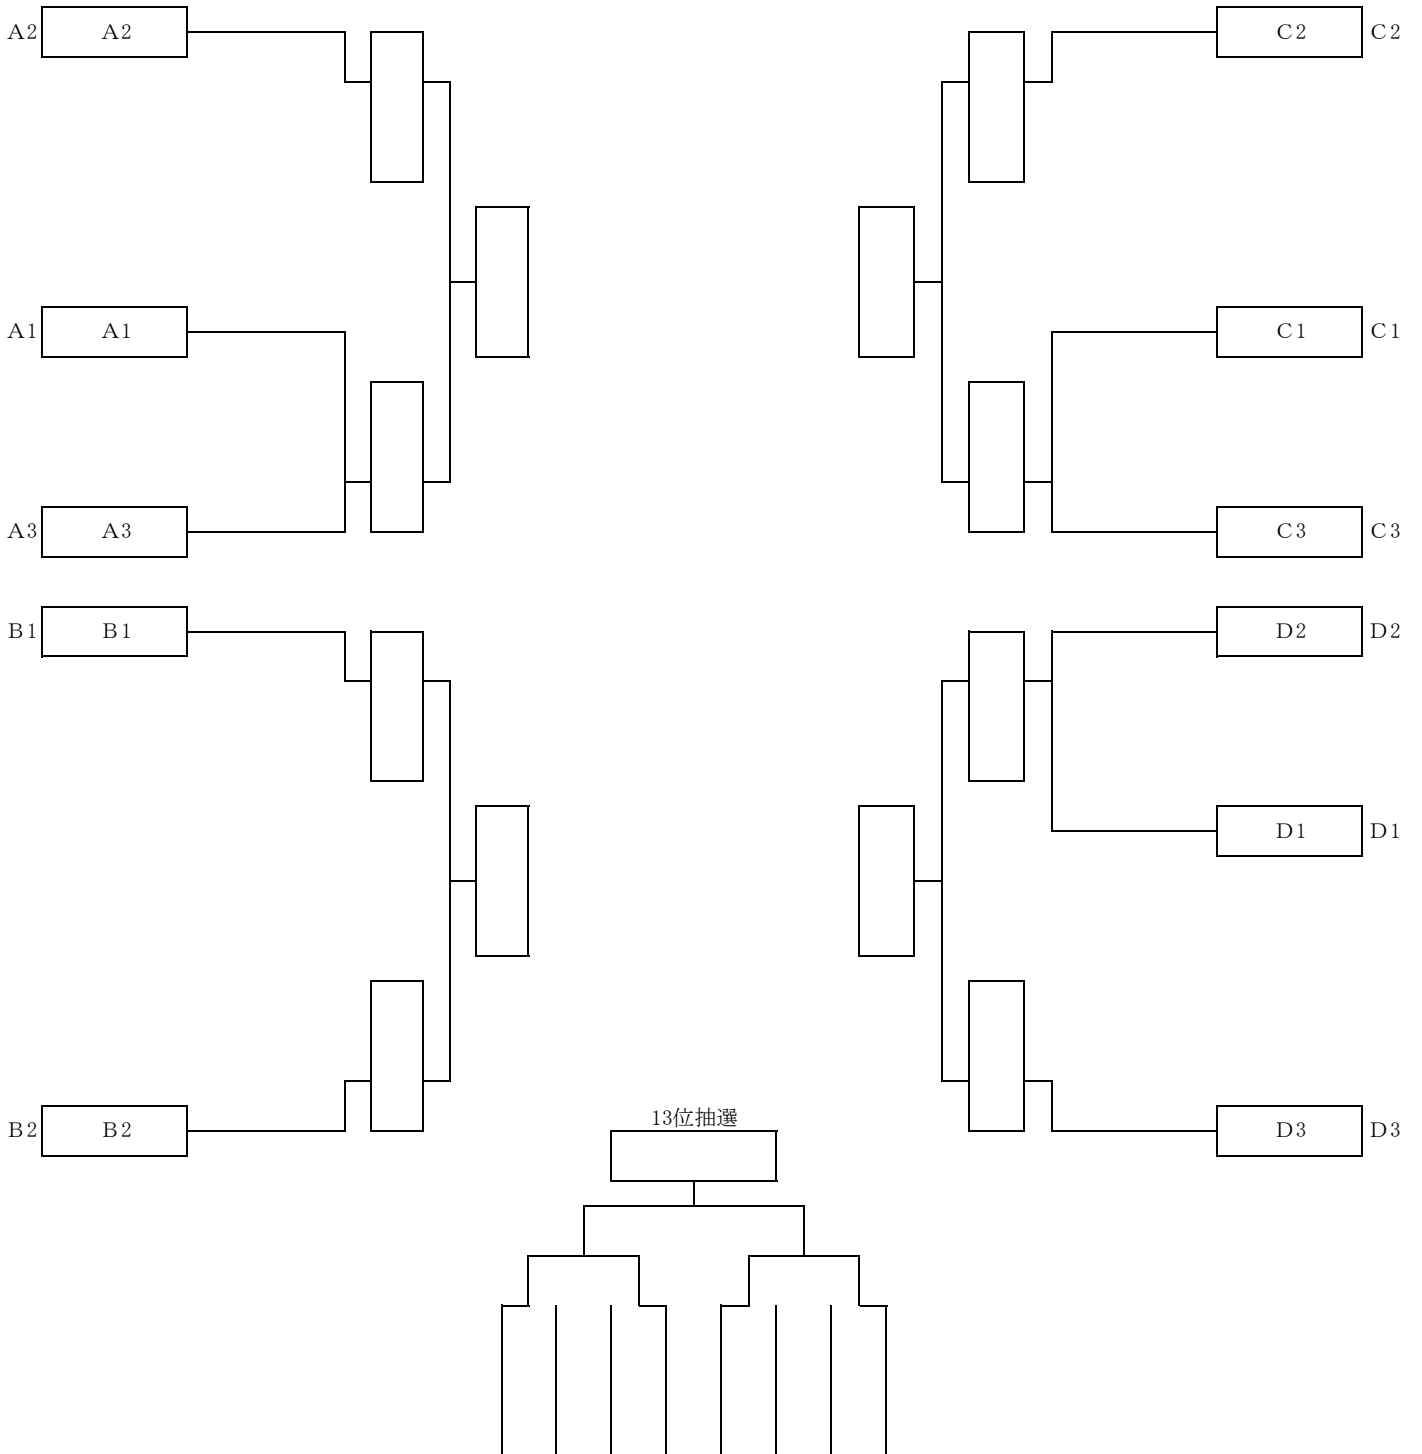 A2 A2 C2 C2
A1 A1 C1 C1
A3 A3 C3 C3
B1 B1 D2 D2
D1 D1
B2 B2 D3 D3
13位抽選